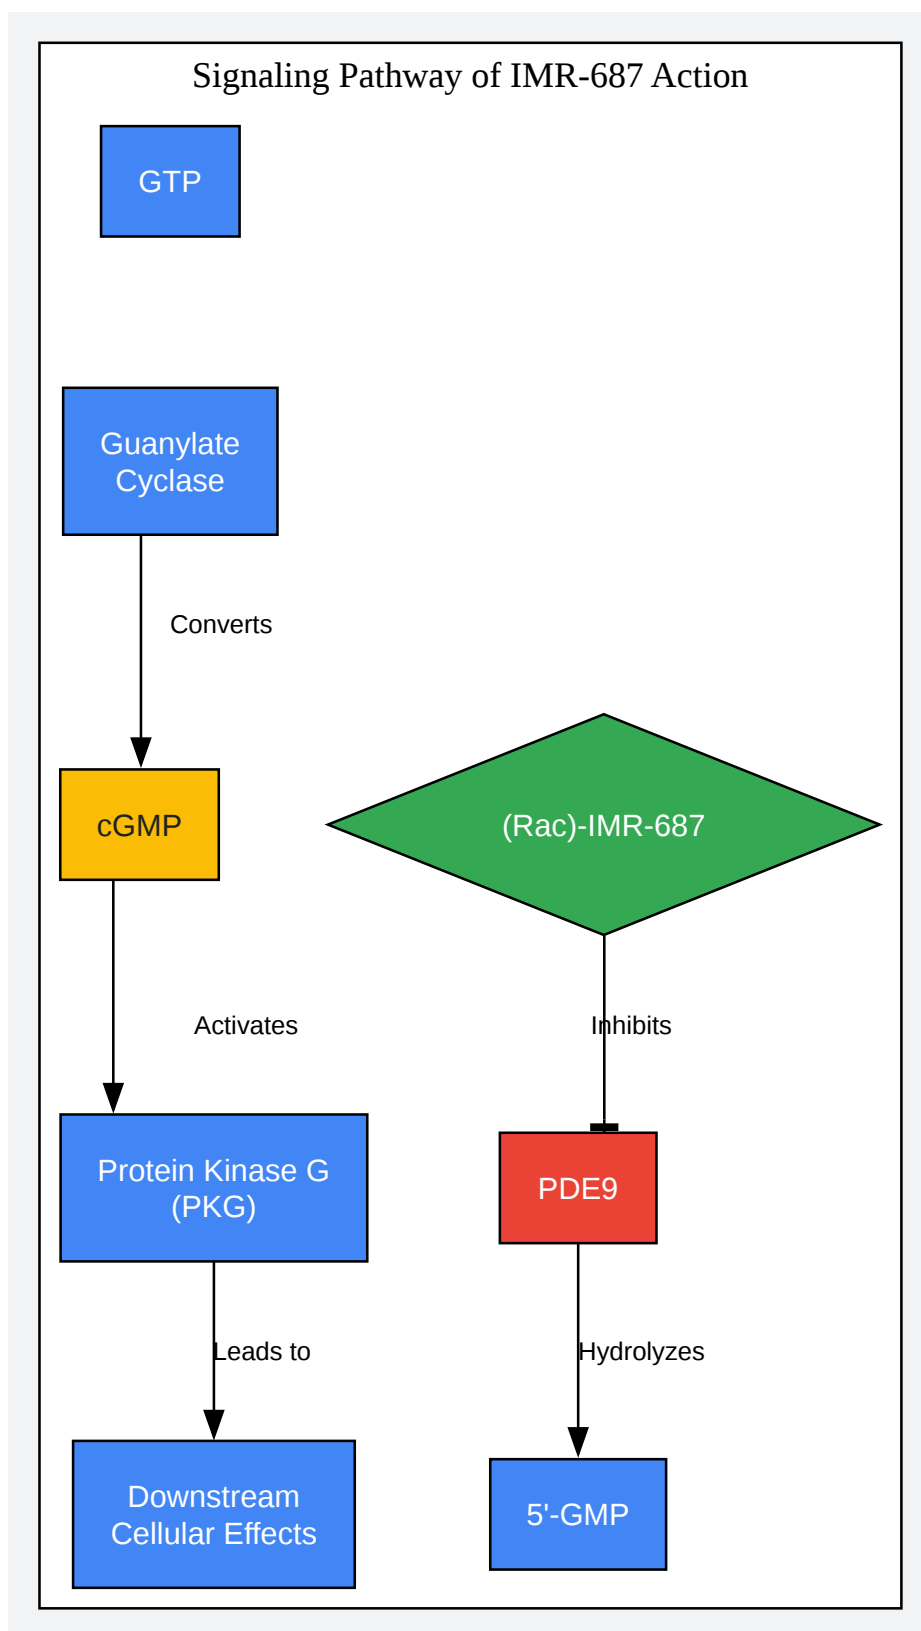 Signaling Pathway of IMR-687 Action
GTP
Guanylate
Cyclase
Converts
cGMP
(Rac)-IMR-687
Activates
Inhibits
Protein Kinase G
(PKG)
PDE9
Leads to
Hydrolyzes
Downstream
Cellular Effects
5'-GMP